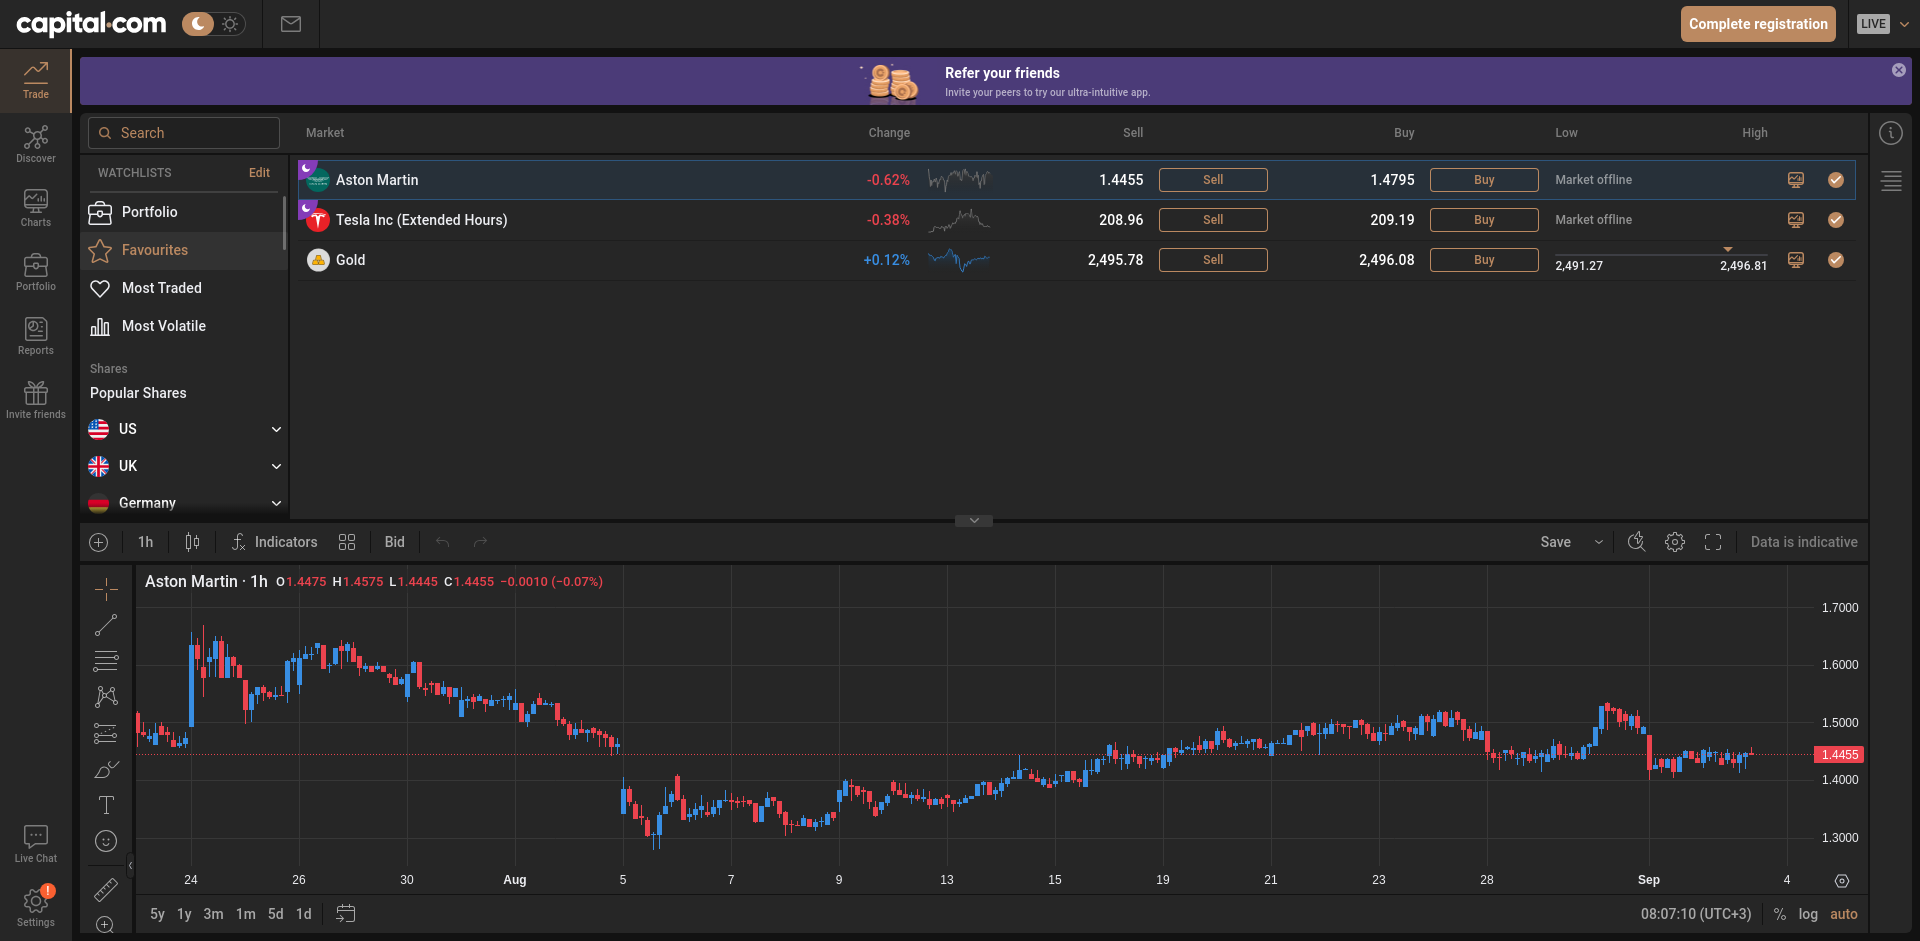 capital.com
Complete registration
LIVE
Trade
Discover
Charts
Portfolio
Reports
Invite friends
Live Chat
!
Settings
Refer your friends
Invite your peers to try our ultra-intuitive app.
Search
Market Change Sell Buy Low High
WATCHLISTS Edit
Portfolio
Favourites
Most Traded
Most Volatile
Shares
Popular Shares
US
UK
Germany
Aston Martin -0.62% 1.4455 Sell 1.4795 Buy Market offline
Tesla Inc (Extended Hours) -0.38% 208.96 Sell 209.19 Buy Market offline
Gold +0.12% 2,495.78 Sell 2,496.08 Buy 2,491.27 2,496.81
1h Indicators Bid Save Data is indicative
Aston Martin · 1h O1.4475 H1.4575 L1.4445 C1.4455 −0.0010 (−0.07%)
1.7000
1.6000
1.5000
1.4455
1.4000
1.3000
24 26 30 Aug 5 7 9 13 15 19 21 23 28 Sep 4
5y 1y 3m 1m 5d 1d 08:07:10 (UTC+3) % log auto